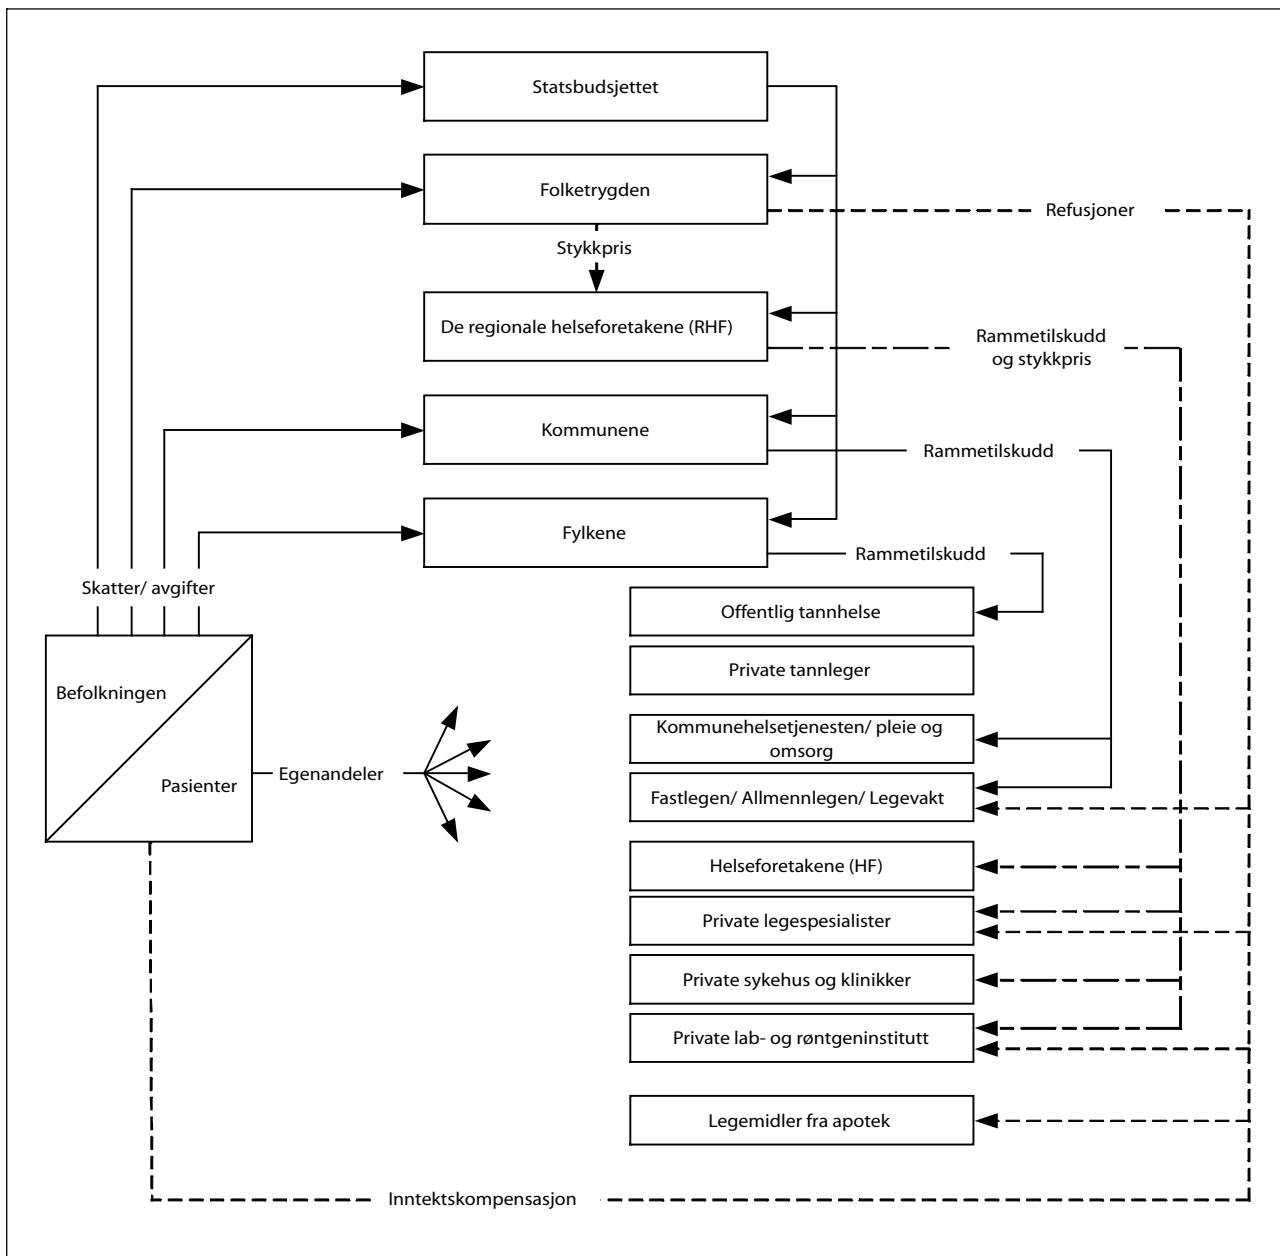 Statsbudsjettet
Folketrygden
Refusjoner
Stykkpris
De regionale helseforetakene (RHF)
Rammetilskudd
og stykkpris
Kommunene
Rammetilskudd
Fylkene
Rammetilskudd
Skatter/ avgifter
Offentlig tannhelse
Private tannleger
Befolkningen
Pasienter
Egenandeler
Kommunehelsetjenesten/ pleie og
omsorg
Fastlegen/ Allmennlegen/ Legevakt
Helseforetakene (HF)
Private legespesialister
Private sykehus og klinikker
Private lab- og røntgeninstitutt
Legemidler fra apotek
Inntektskompensasjon